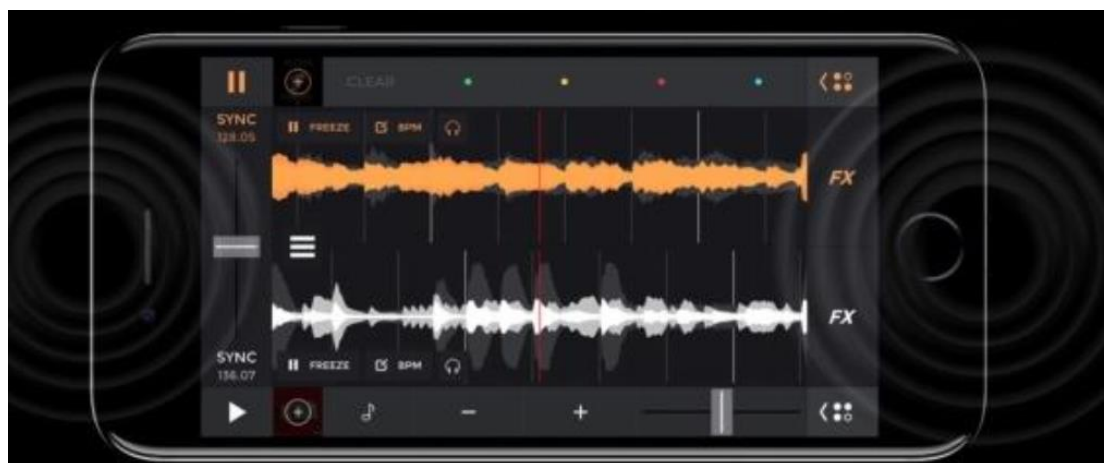 CLEAR
SYNC
128.05
FREEZE BPM
FX
FX
SYNC
136.07
FREEZE BPM
- +